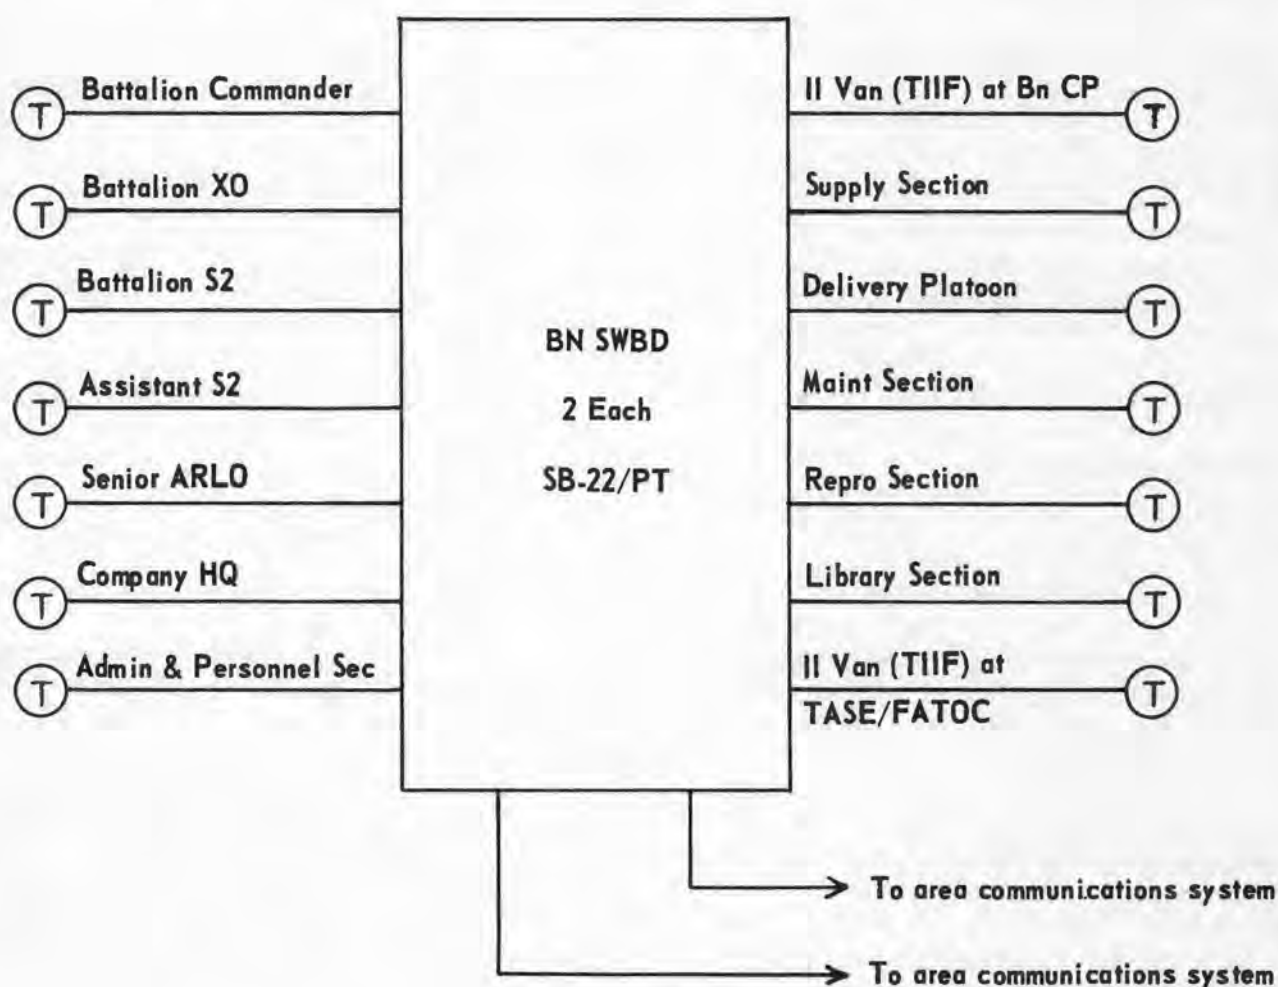 Battalion Commander
T
Battalion XO
T
Battalion S2
T
Assistant S2
T
Senior ARLO
T
Company HQ
T
Admin & Personnel Sec
T
BN SWBD
2 Each
SB-22/PT
II Van (TIIF) at Bn CP
T
Supply Section
T
Delivery Platoon
T
Maint Section
T
Repro Section
T
Library Section
T
II Van (TIIF) at
TASE/FATOC
T
To area communications system
To area communications system